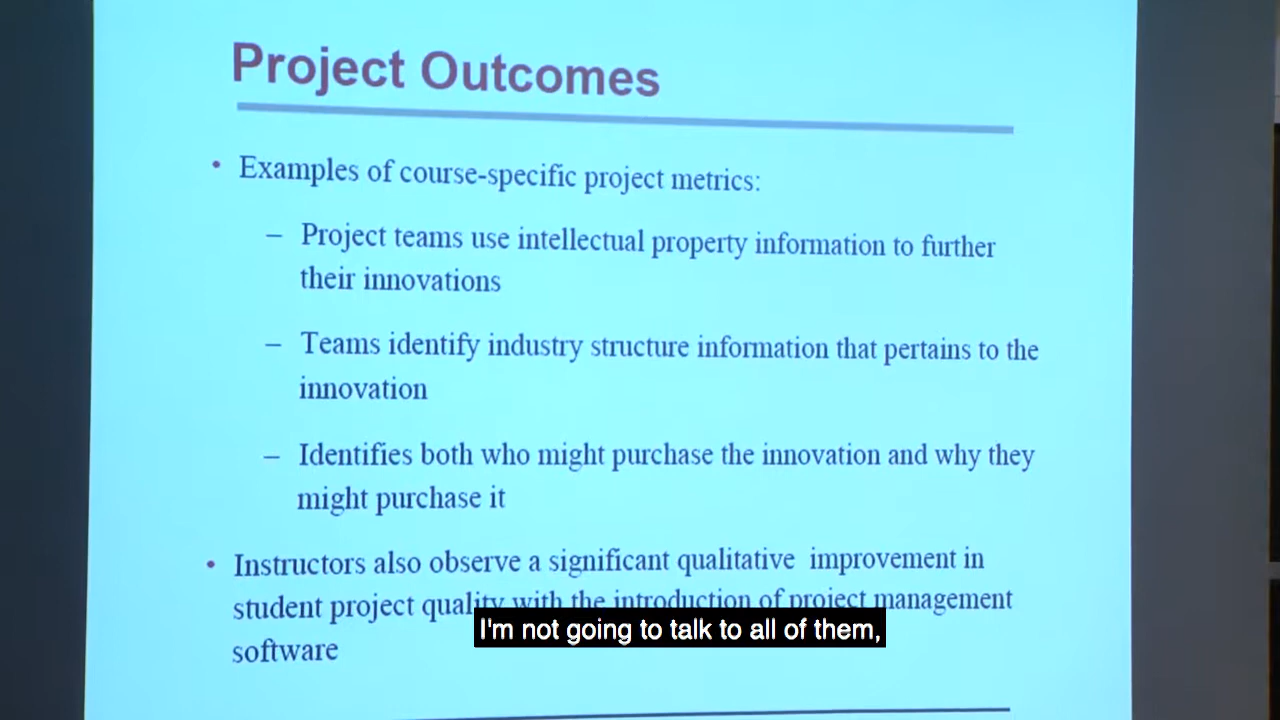 Project Outcomes
• Examples of course-specific project metrics:
– Project teams use intellectual property information to further
their innovations
– Teams identify industry structure information that pertains to the
innovation
– Identifies both who might purchase the innovation and why they
might purchase it
• Instructors also observe a significant qualitative improvement in
student project quality with the introduction of project management
software
I'm not going to talk to all of them,